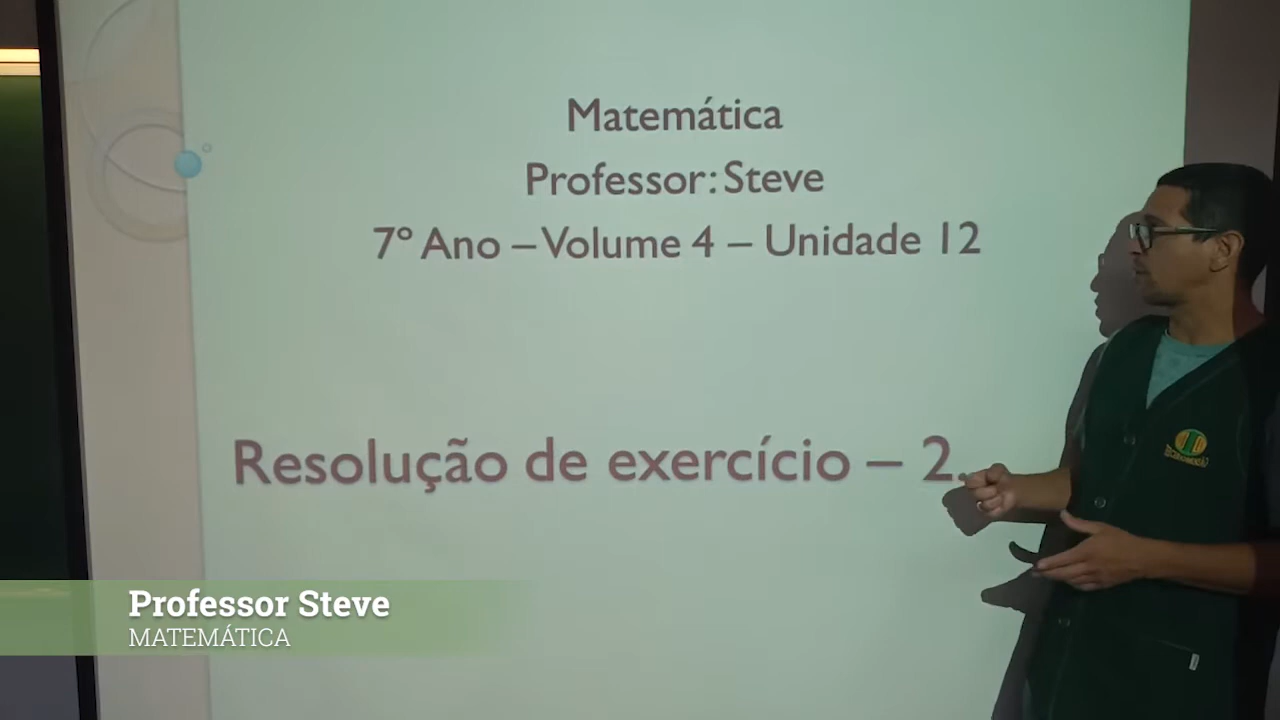 Matemática
Professor: Steve
7º Ano – Volume 4 – Unidade 12
Resolução de exercício – 2.
Professor Steve
MATEMÁTICA